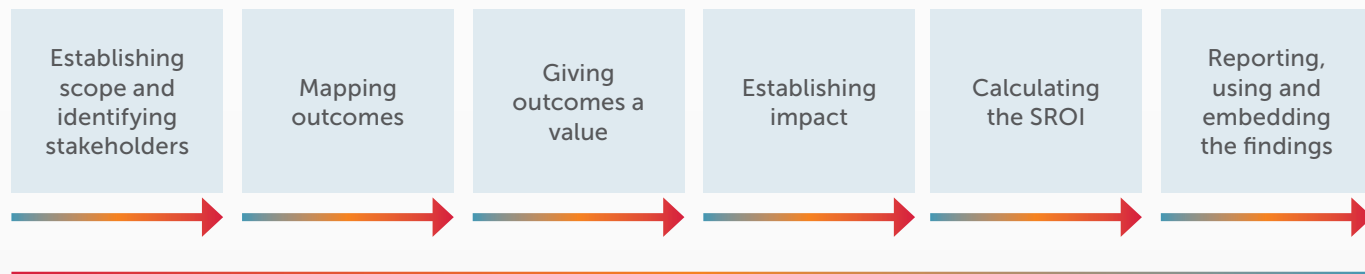 Establishing
scope and
identifying
stakeholders
Mapping
outcomes
Giving
outcomes a
value
Establishing
impact
Calculating
the SROI
Reporting,
using and
embedding
the findings